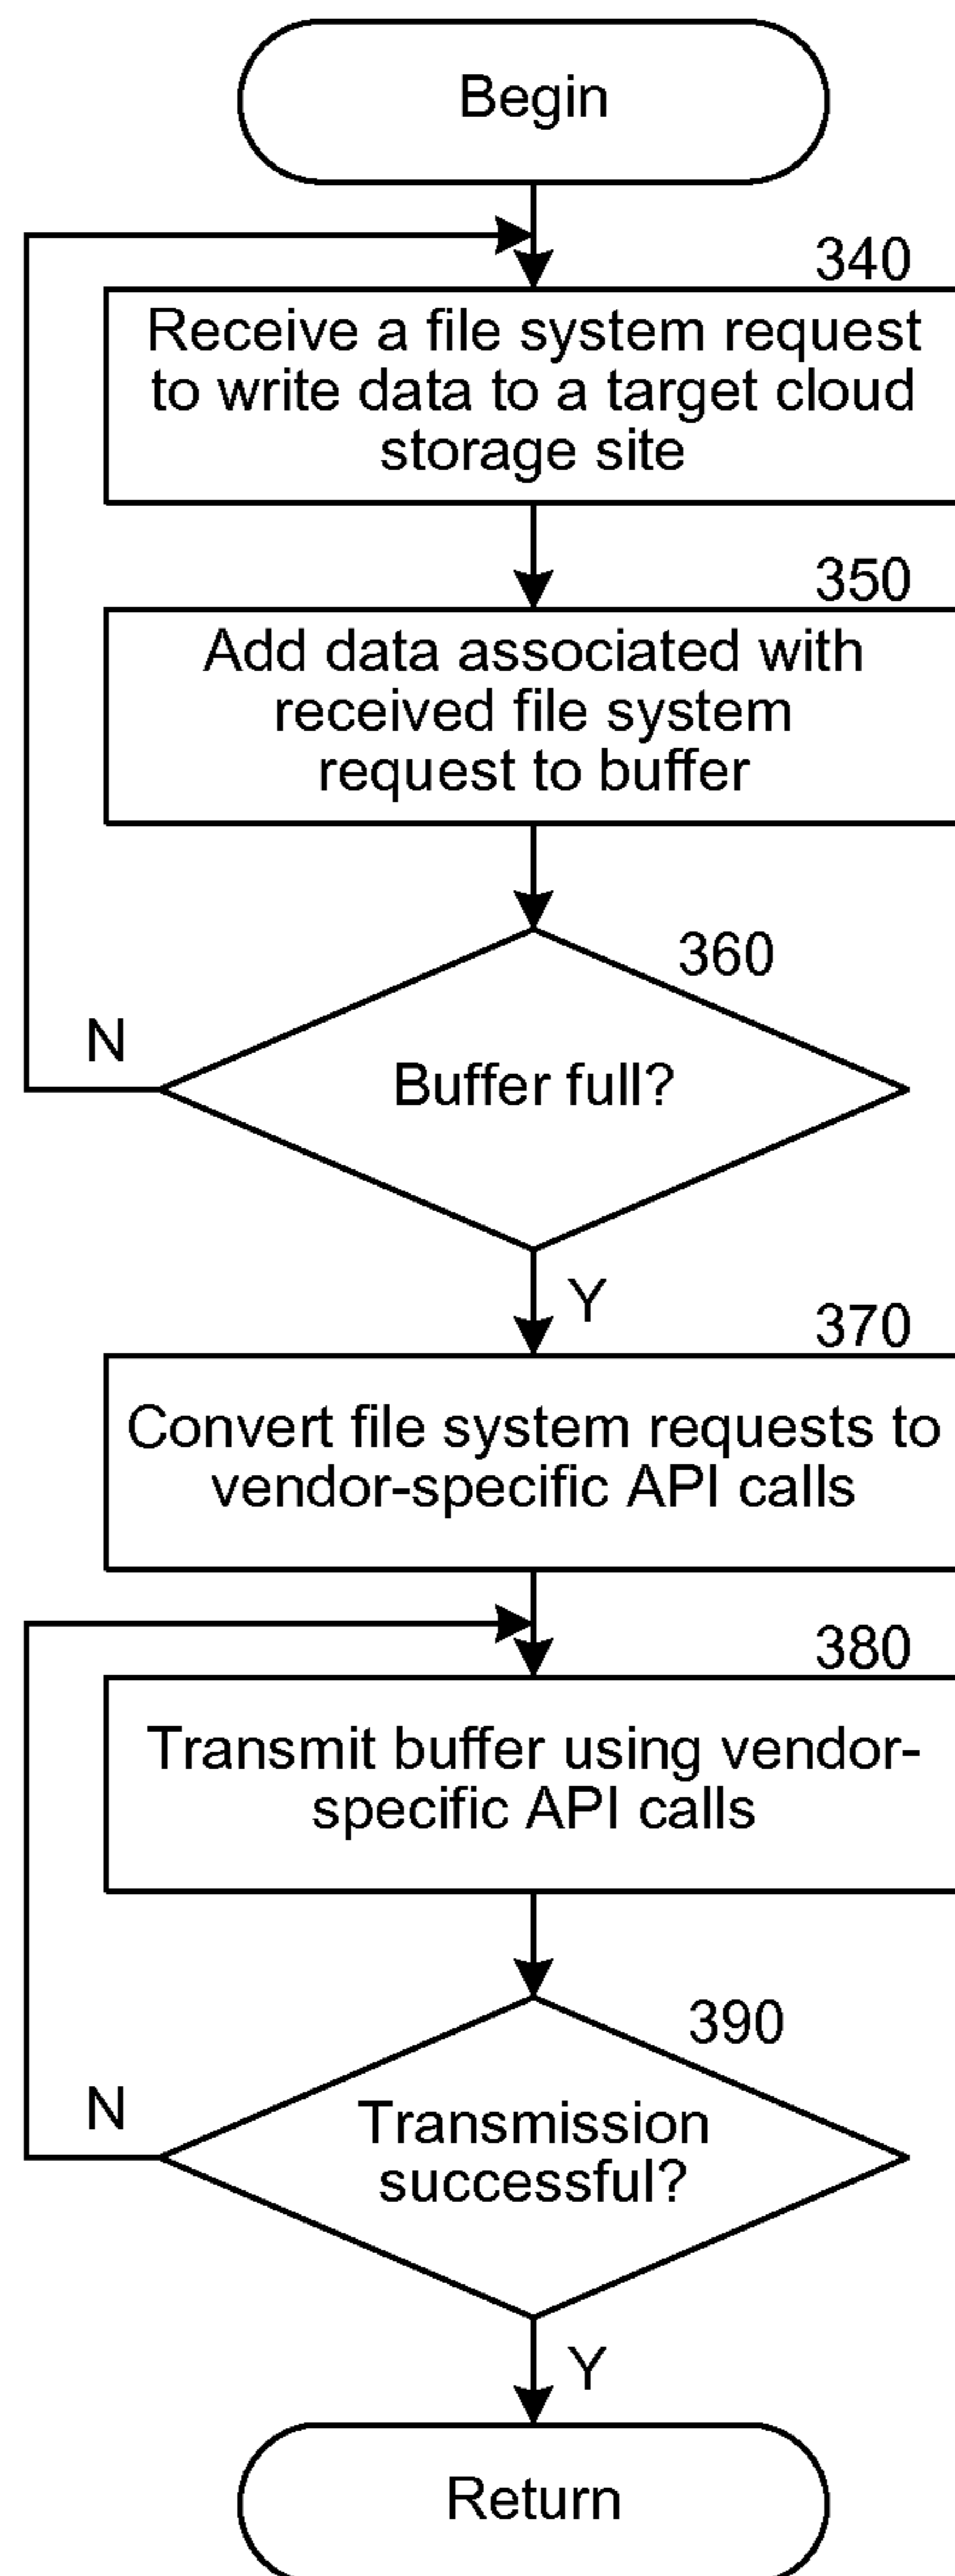 Begin
340
Receive a file system request
to write data to a target cloud
storage site
350
Add data associated with
received file system
request to buffer
360
Buffer full?
N
Y
370
Convert file system requests to
vendor-specific API calls
380
Transmit buffer using vendor-
specific API calls
390
Transmission
successful?
N
Y
Return